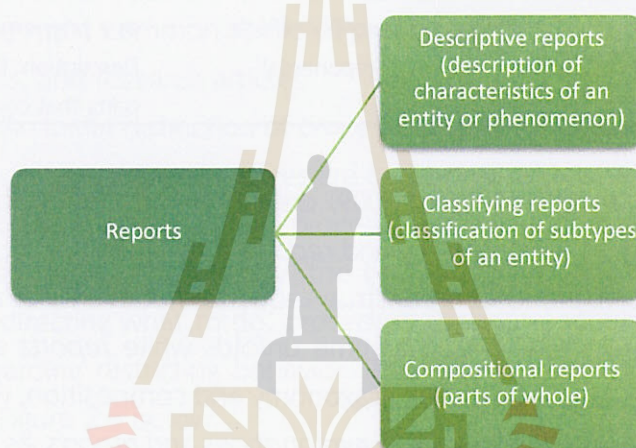 Descriptive reports
(description of
characteristics of an
entity or phenomenon)
Reports
Classifying reports
(classification of subtypes
of an entity)
Compositional reports
(parts of whole)